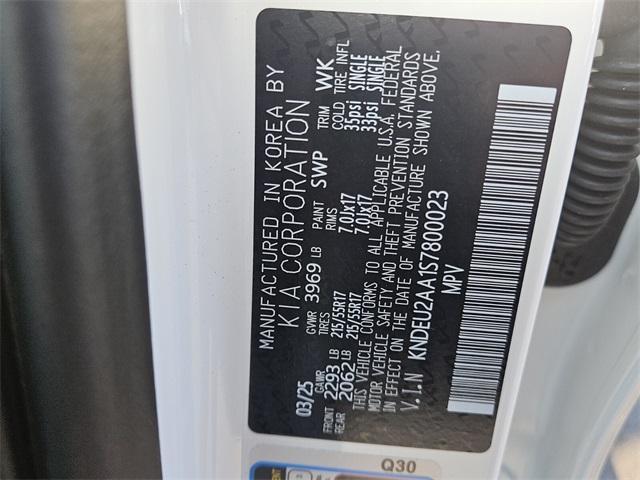 MANUFACTURED IN KOREA BY
KIA CORPORATION
03/25 GVWR 3969 LB PAINT SWP TRIM WK
GAWR TIRES RIMS COLD TIRE INFL
FRONT 2293 LB 215/55R17 7.0Jx17 35psi SINGLE
REAR 2062 LB 215/55R17 7.0Jx17 33psi SINGLE
THIS VEHICLE CONFORMS TO ALL APPLICABLE U.S.A. FEDERAL
MOTOR VEHICLE SAFETY AND THEFT PREVENTION STANDARDS
IN EFFECT ON THE DATE OF MANUFACTURE SHOWN ABOVE.
V.I.N KNDEU2AA1S7800023
MPV
Q30